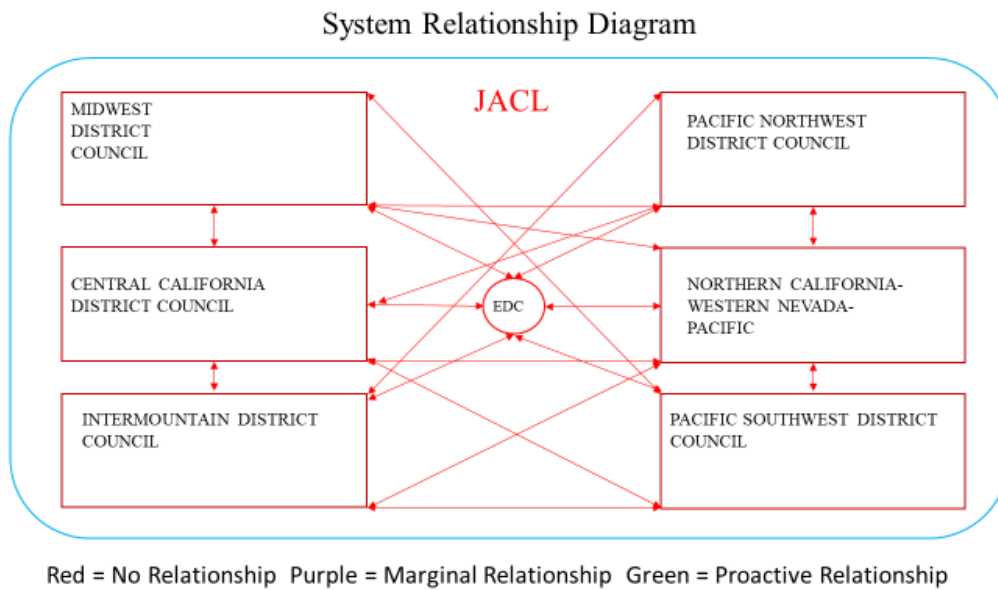 System Relationship Diagram
JACL
MIDWEST
DISTRICT
COUNCIL
PACIFIC NORTHWEST
DISTRICT COUNCIL
CENTRAL CALIFORNIA
DISTRICT COUNCIL
EDC
NORTHERN CALIFORNIA-
WESTERN NEVADA-
PACIFIC
INTERMOUNTAIN DISTRICT
COUNCIL
PACIFIC SOUTHWEST DISTRICT
COUNCIL
Red = No Relationship Purple = Marginal Relationship Green = Proactive Relationship